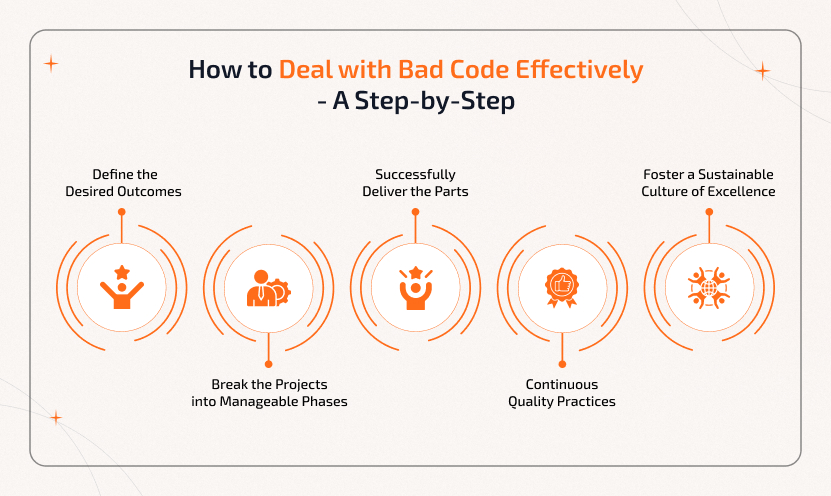 How to Deal with Bad Code Effectively
- A Step-by-Step
Define the
Desired Outcomes
Break the Projects
into Manageable Phases
Successfully
Deliver the Parts
Continuous
Quality Practices
Foster a Sustainable
Culture of Excellence